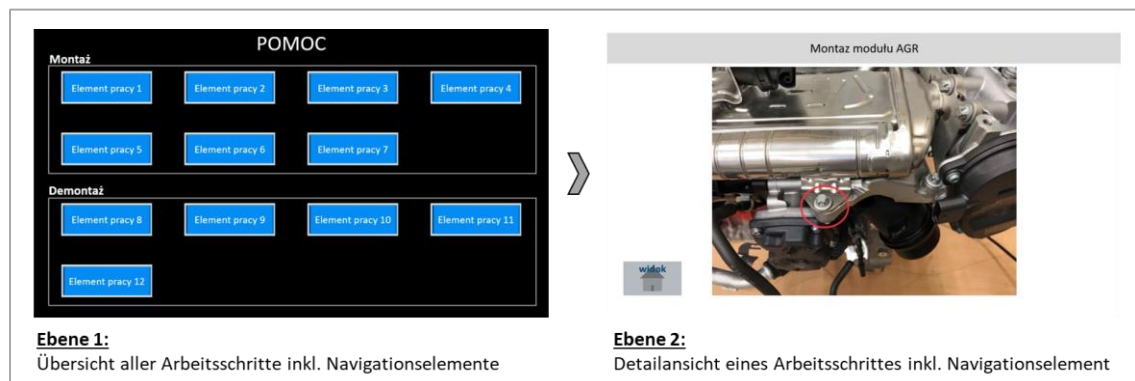 POMOC
Montaż
Element pracy 1
Element pracy 2
Element pracy 3
Element pracy 4
Element pracy 5
Element pracy 6
Element pracy 7
Demontaż
Element pracy 8
Element pracy 9
Element pracy 10
Element pracy 11
Element pracy 12
Ebene 1:
Übersicht aller Arbeitsschritte inkl. Navigationselemente
Montaz modułu AGR
widok
Ebene 2:
Detailansicht eines Arbeitsschrittes inkl. Navigationselement